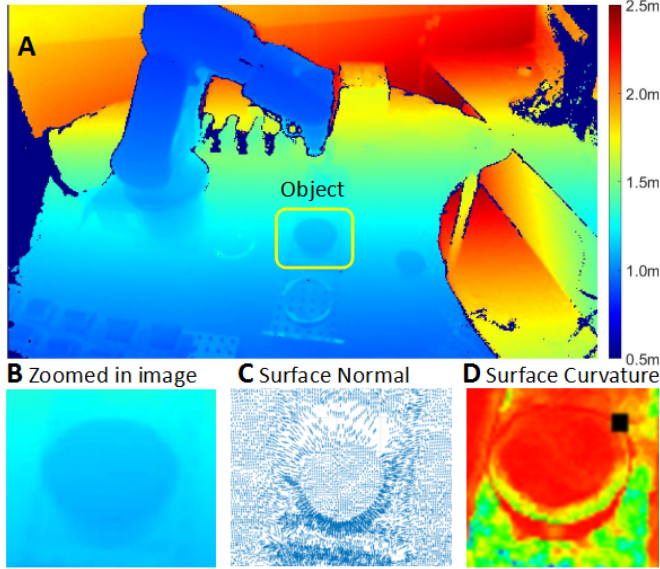 A
2.5m
2.0m
1.5m
1.0m
0.5m
Object
B Zoomed in image
C Surface Normal
D Surface Curvature